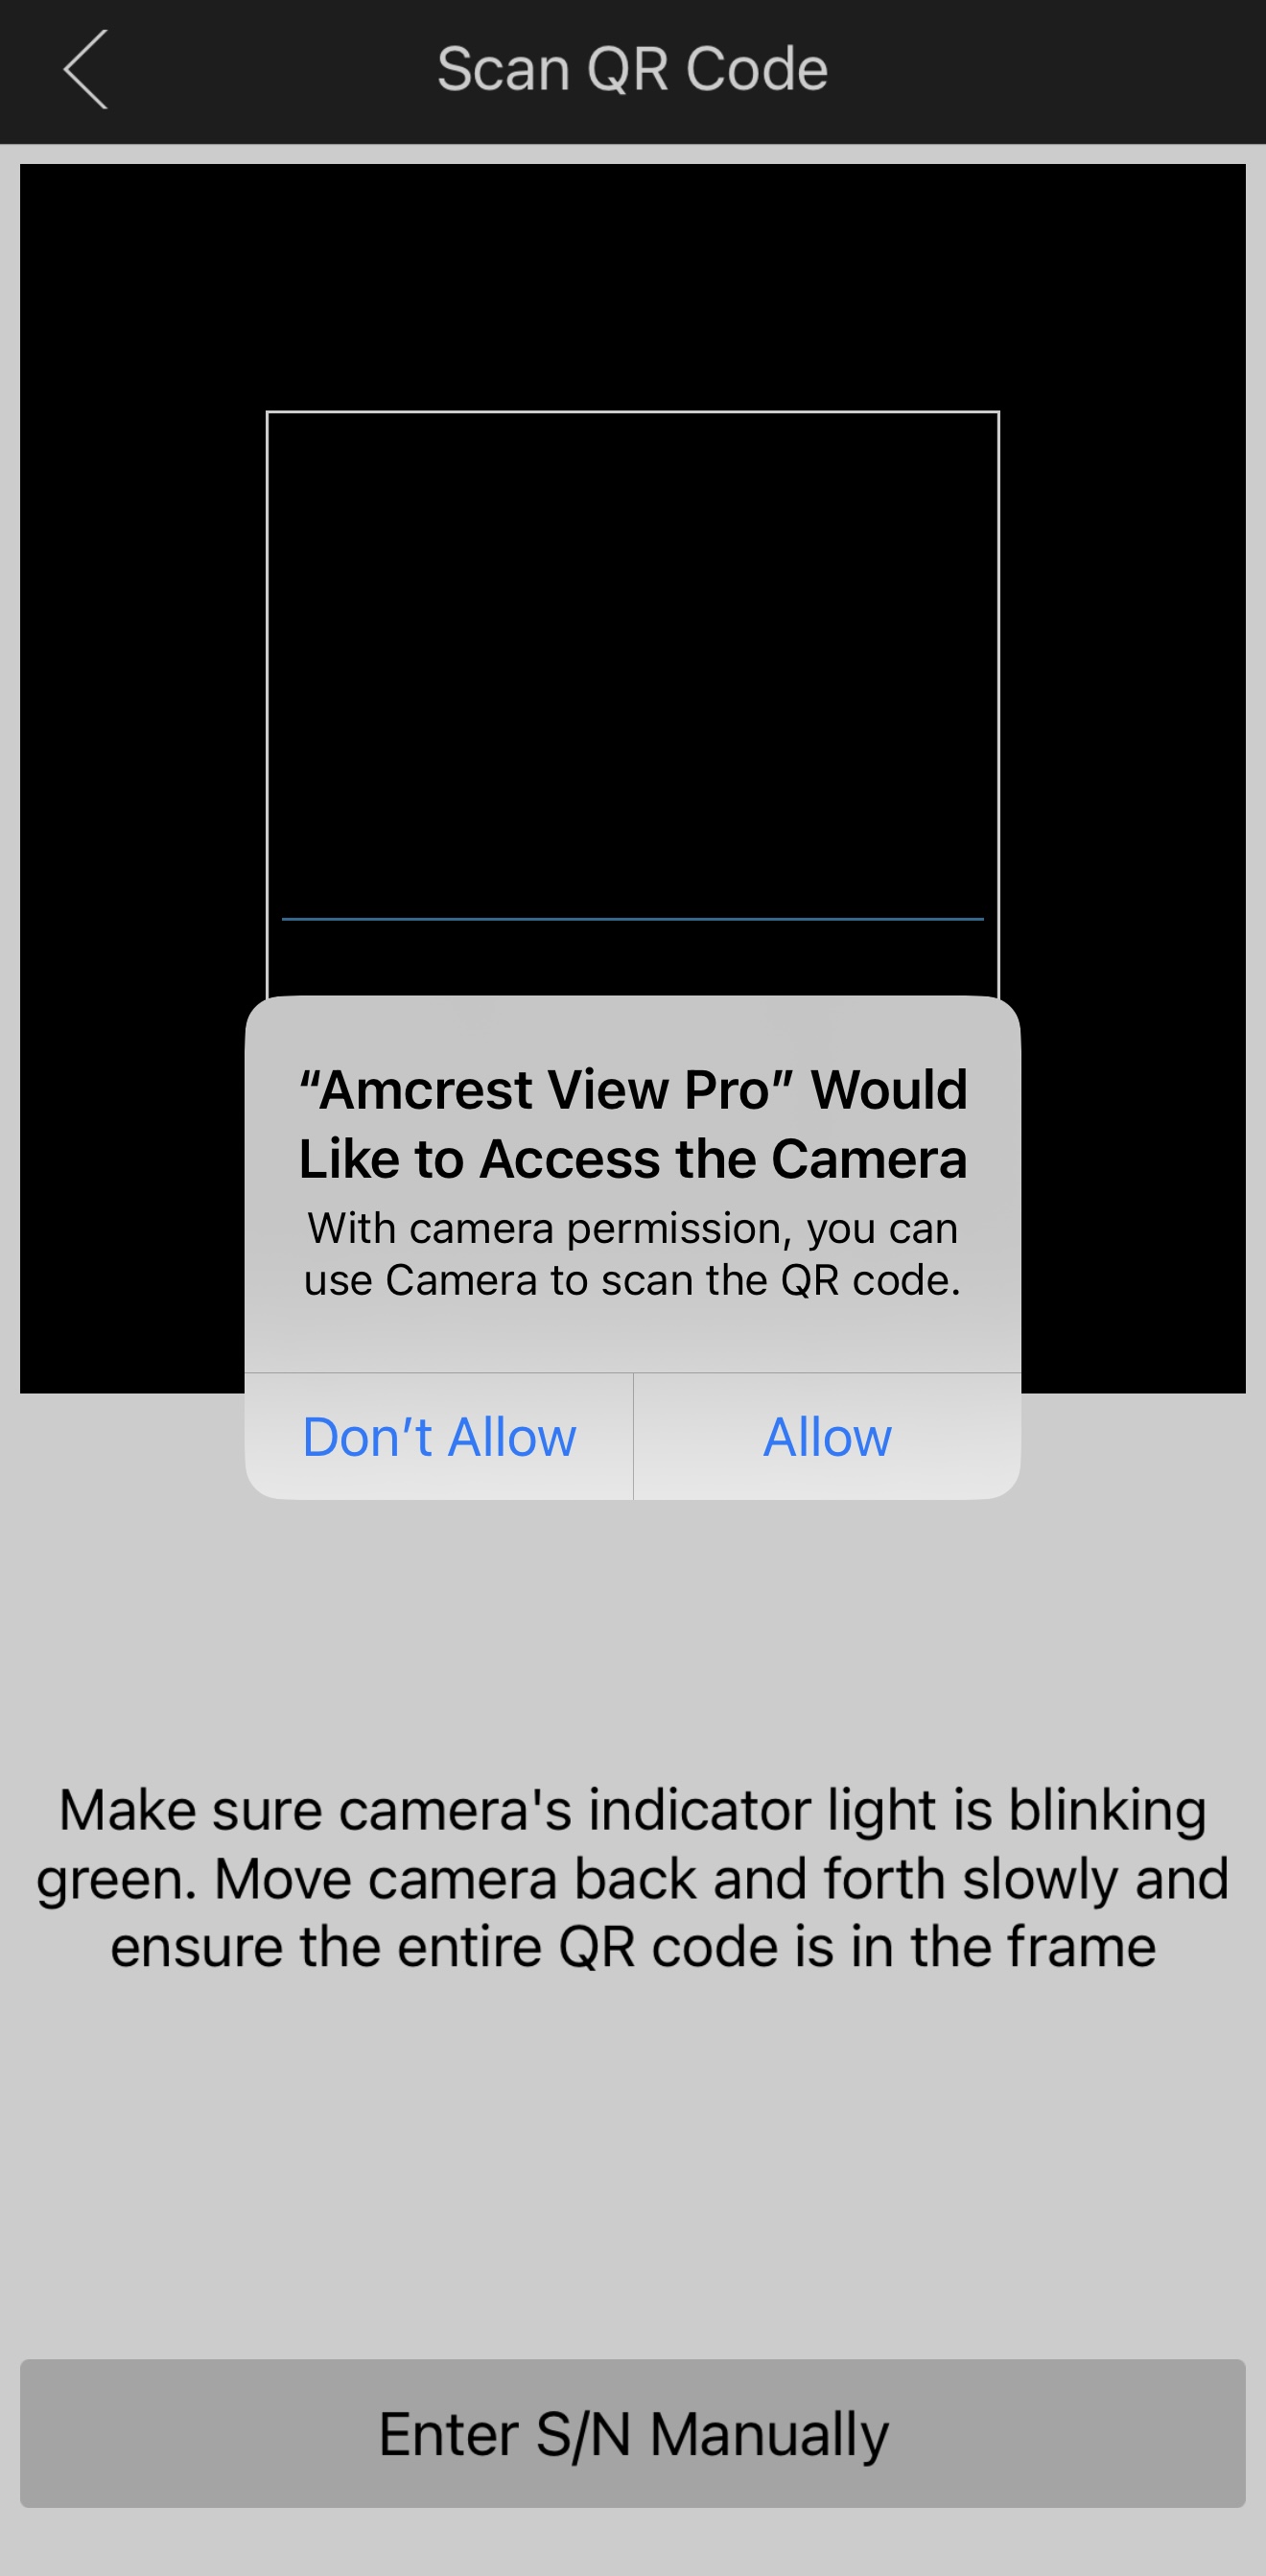 Scan QR Code
“Amcrest View Pro” Would
Like to Access the Camera
With camera permission, you can
use Camera to scan the QR code.
Don’t Allow
Allow
Make sure camera's indicator light is blinking
green. Move camera back and forth slowly and
ensure the entire QR code is in the frame
Enter S/N Manually